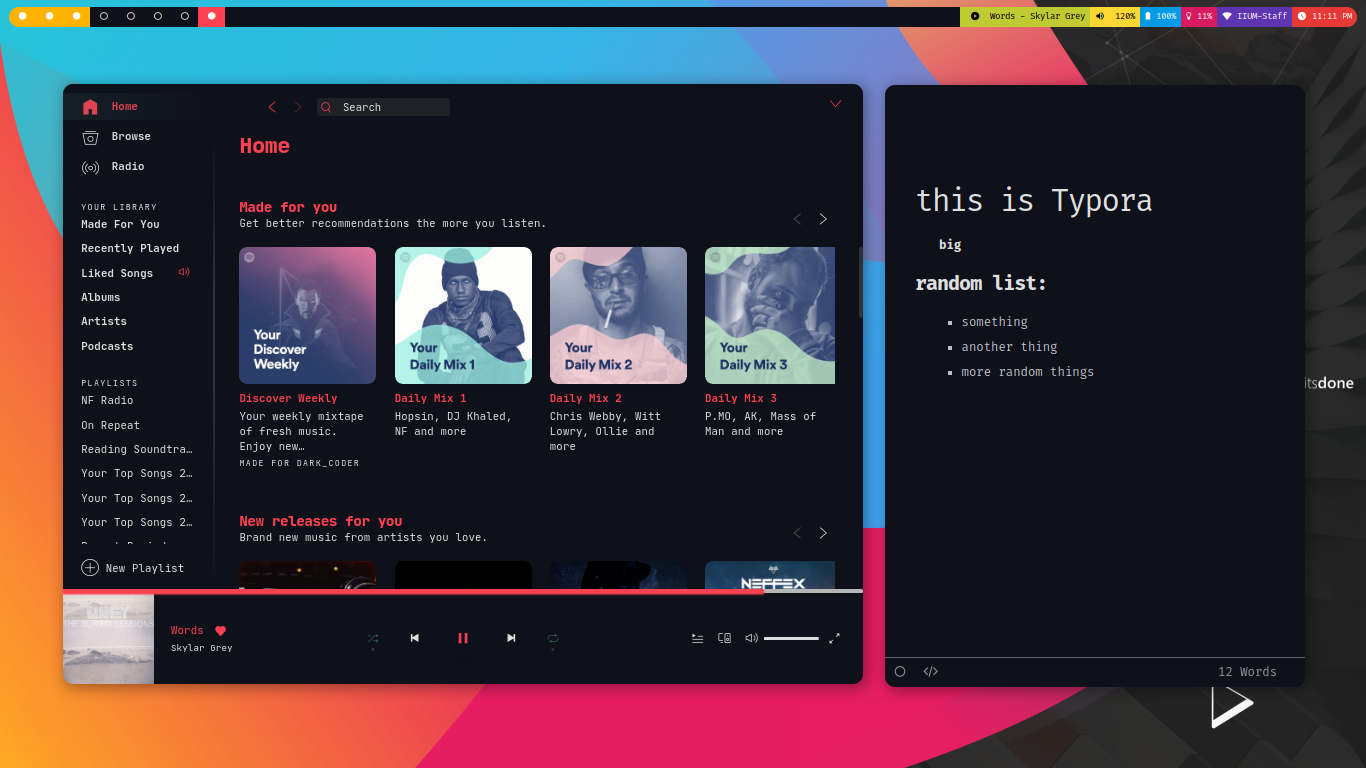 Words – Skylar Grey
120%
100%
11%
IIUM-Staff
11:11 PM
Home
Browse
Radio
YOUR LIBRARY
Made For You
Recently Played
Liked Songs
Albums
Artists
Podcasts
PLAYLISTS
NF Radio
On Repeat
Reading Soundtra…
Your Top Songs 2…
Your Top Songs 2…
Your Top Songs 2…
New Playlist
Search
Home
Made for you
Get better recommendations the more you listen.
Your
Discover
Weekly
Discover Weekly
Your weekly mixtape
of fresh music.
Enjoy new…
MADE FOR DARK_CODER
Your
Daily Mix 1
Daily Mix 1
Hopsin, DJ Khaled,
NF and more
Your
Daily Mix 2
Daily Mix 2
Chris Webby, Witt
Lowry, Ollie and
more
Your
Daily Mix 3
Daily Mix 3
P.MO, AK, Mass of
Man and more
New releases for you
Brand new music from artists you love.
NEFFEX
Words
Skylar Grey
this is Typora
big
random list:
something
another thing
more random things
12 Words
itsdone